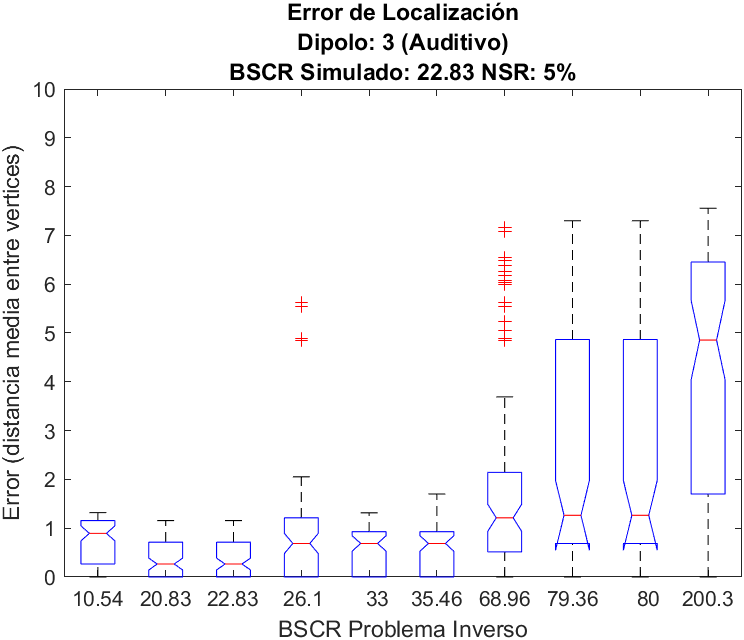 Error de Localización
Dipolo: 3 (Auditivo)
BSCR Simulado: 22.83 NSR: 5%
10
9
8
7
6
5
4
3
2
1
0
Error (distancia media entre vertices)
10.54 20.83 22.83 26.1 33 35.46 68.96 79.36 80 200.3
BSCR Problema Inverso